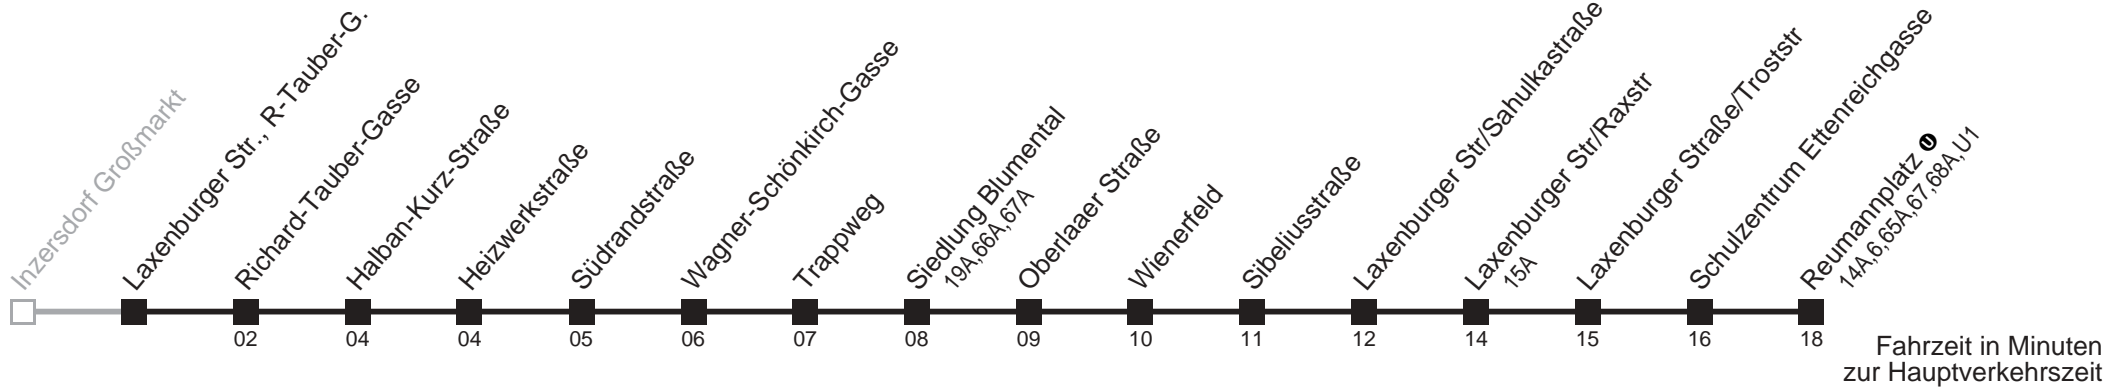 Inzersdorf Großmarkt
Laxenburger Str., R-Tauber-G.
Richard-Tauber-Gasse
Halban-Kurz-Straße
Heizwerkstraße
Südrandstraße
Wagner-Schönkirch-Gasse
Trappweg
Siedlung Blumental
19A,66A,67A
Oberlaaer Straße
Wienerfeld
Sibeliusstraße
Laxenburger Str/Sahulkastraße
Laxenburger Str/Raxstr
15A
Laxenburger Straße/Troststr
Schulzentrum Ettenreichgasse
Reumannplatz U
14A,6,65A,67,68A,U1
02 04 04 05 06 07 08 09 10 11 12 14 15 16 18
Fahrzeit in Minuten
zur Hauptverkehrszeit